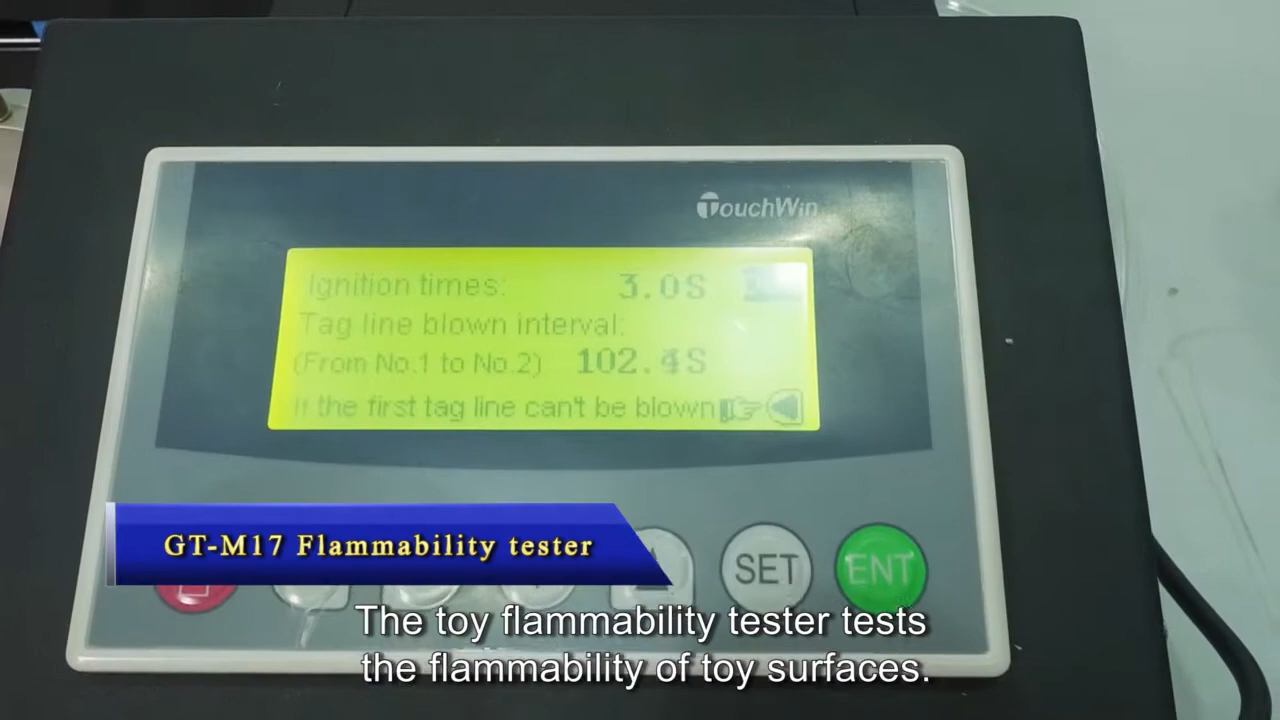 TouchWin
Ignition times: 3.0S
Tag line blown interval:
(From No.1 to No.2) 102.4S
If the first tag line can't be blown
SET
ENT
GT-M17 Flammability tester
The toy flammability tester tests
the flammability of toy surfaces.